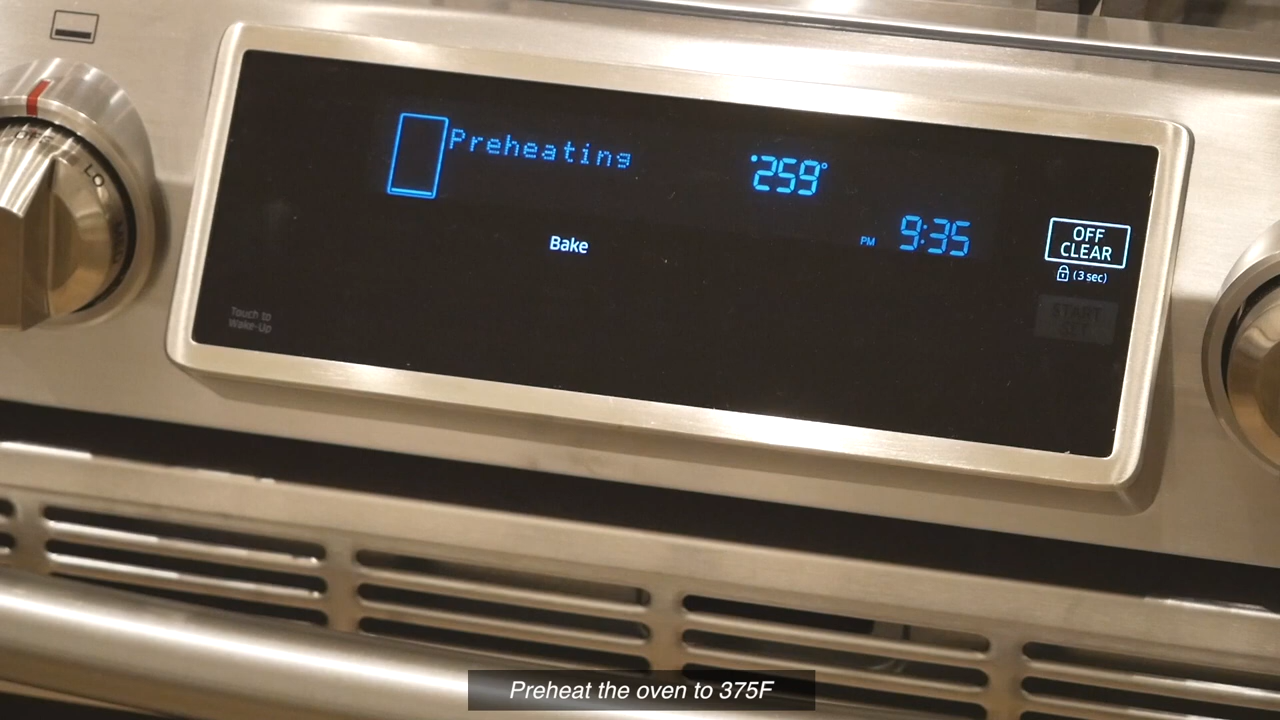 Preheating
259°
Bake
PM 9:35
OFF
CLEAR
(3 sec)
Touch to
Wake-Up
LO
Preheat the oven to 375F